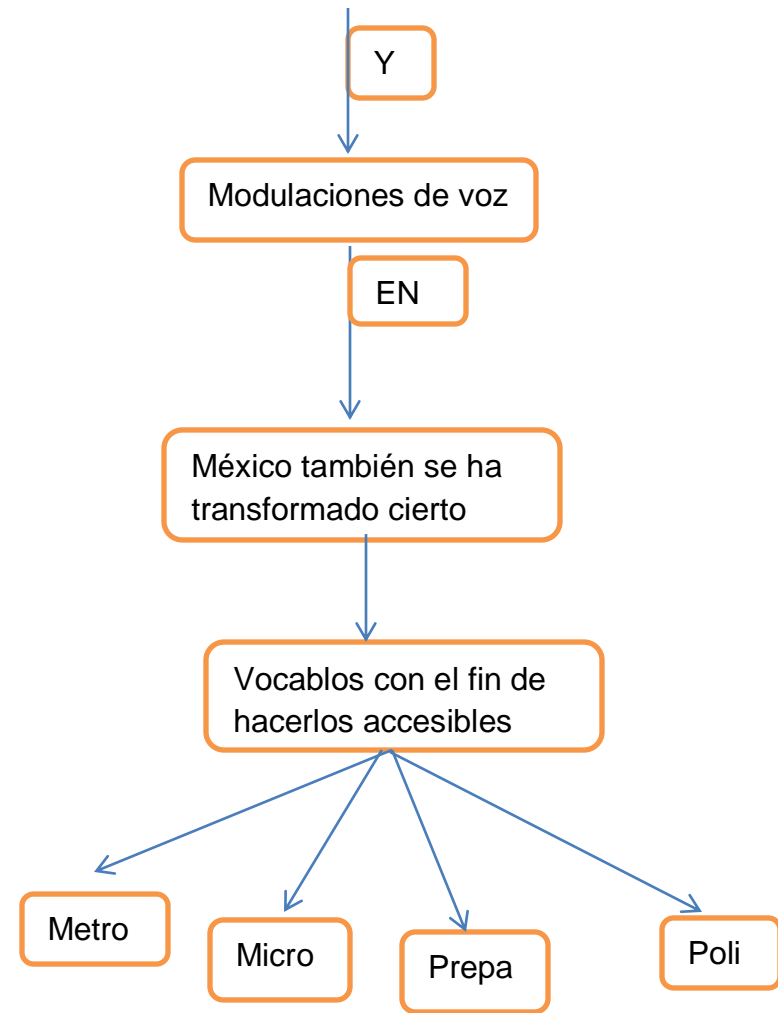 Y
Modulaciones de voz
EN
México también se ha
transformado cierto
Vocablos con el fin de
hacerlos accesibles
Metro
Micro
Prepa
Poli